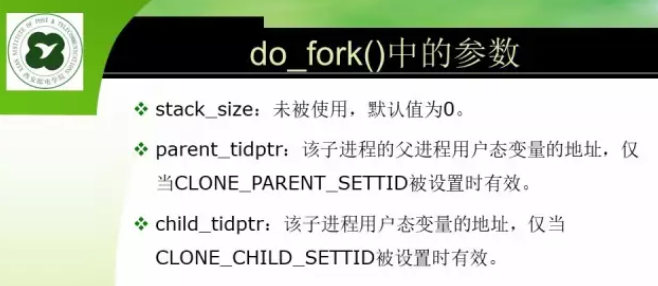 do_fork()中的参数
stack_size：未被使用，默认值为0。
parent_tidptr：该子进程的父进程用户态变量的地址，仅
当CLONE_PARENT_SETTID被设置时有效。
child_tidptr：该子进程用户态变量的地址，仅当
CLONE_CHILD_SETTID被设置时有效。